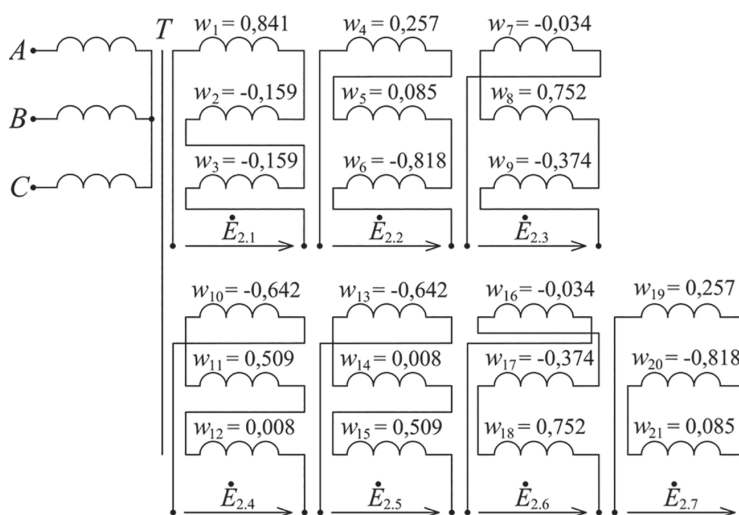 T w₁ = 0,841 w₄ = 0,257 w₇ = -0,034
A
w₂ = -0,159 w₅ = 0,085 w₈ = 0,752
B
w₃ = -0,159 w₆ = -0,818 w₉ = -0,374
C
Ė₂.₁ Ė₂.₂ Ė₂.₃
w₁₀ = -0,642 w₁₃ = -0,642 w₁₆ = -0,034 w₁₉ = 0,257
w₁₁ = 0,509 w₁₄ = 0,008 w₁₇ = -0,374 w₂₀ = -0,818
w₁₂ = 0,008 w₁₅ = 0,509 w₁₈ = 0,752 w₂₁ = 0,085
Ė₂.₄ Ė₂.₅ Ė₂.₆ Ė₂.₇